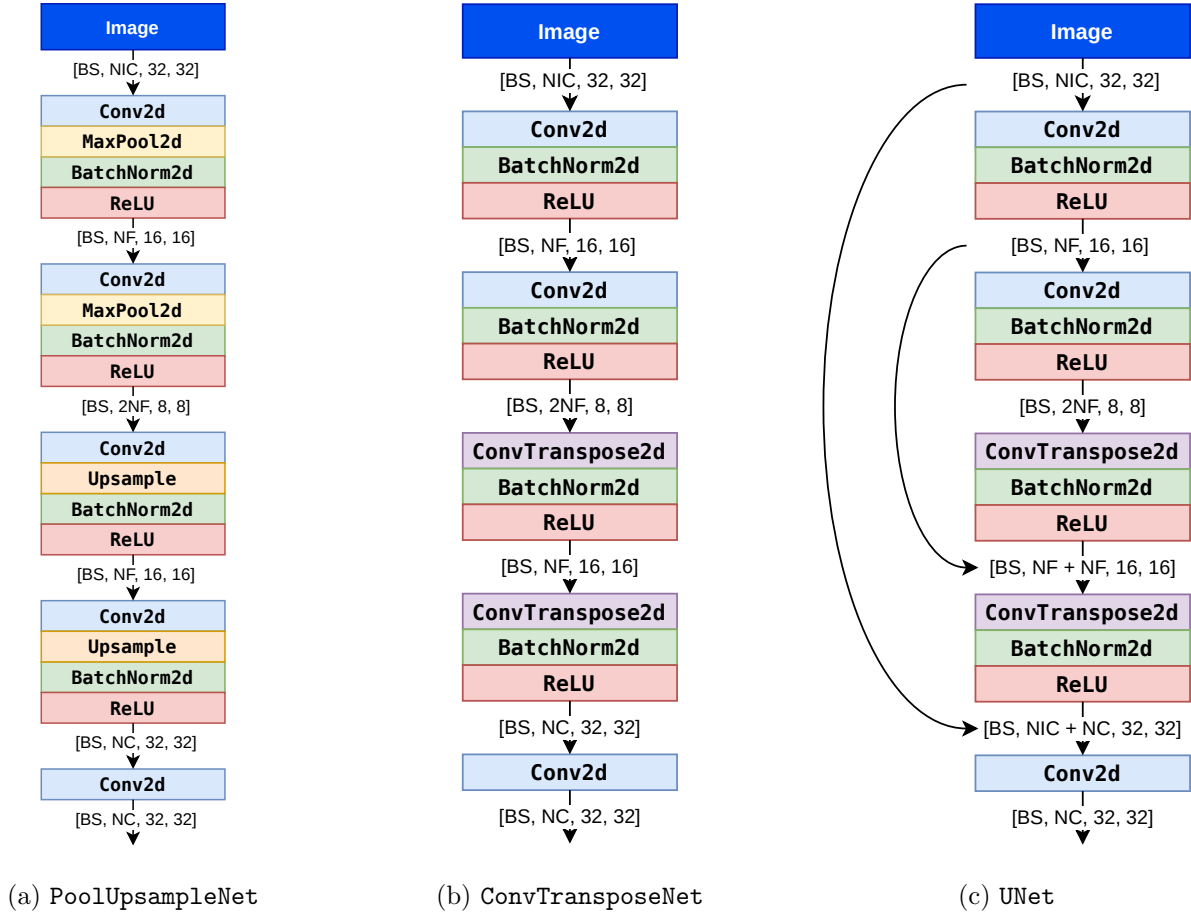 Image
[BS, NIC, 32, 32]
Conv2d
MaxPool2d
BatchNorm2d
ReLU
[BS, NF, 16, 16]
Conv2d
MaxPool2d
BatchNorm2d
ReLU
[BS, 2NF, 8, 8]
Conv2d
Upsample
BatchNorm2d
ReLU
[BS, NF, 16, 16]
Conv2d
Upsample
BatchNorm2d
ReLU
[BS, NC, 32, 32]
Conv2d
[BS, NC, 32, 32]
(a) PoolUpsampleNet
Image
[BS, NIC, 32, 32]
Conv2d
BatchNorm2d
ReLU
[BS, NF, 16, 16]
Conv2d
BatchNorm2d
ReLU
[BS, 2NF, 8, 8]
ConvTranspose2d
BatchNorm2d
ReLU
[BS, NF, 16, 16]
ConvTranspose2d
BatchNorm2d
ReLU
[BS, NC, 32, 32]
Conv2d
[BS, NC, 32, 32]
(b) ConvTransposeNet
Image
[BS, NIC, 32, 32]
Conv2d
BatchNorm2d
ReLU
[BS, NF, 16, 16]
Conv2d
BatchNorm2d
ReLU
[BS, 2NF, 8, 8]
ConvTranspose2d
BatchNorm2d
ReLU
[BS, NF + NF, 16, 16]
ConvTranspose2d
BatchNorm2d
ReLU
[BS, NIC + NC, 32, 32]
Conv2d
[BS, NC, 32, 32]
(c) UNet